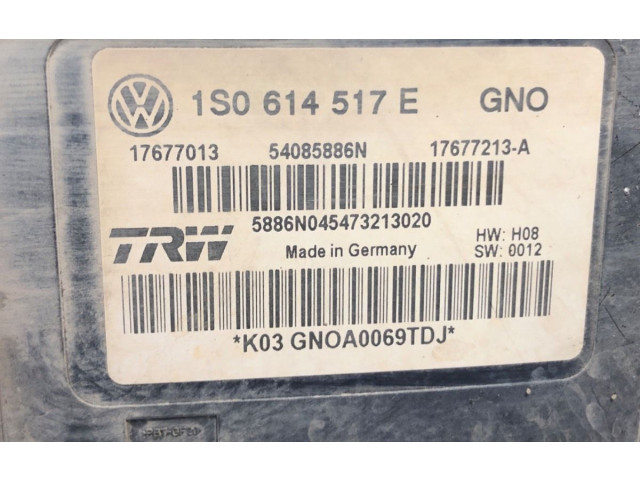 1S0 614 517 E GNO
17677013 54085886N 17677213-A
5886N045473213020
TRW Made in Germany HW: H08
SW: 0012
*K03 GNOA0069TDJ*